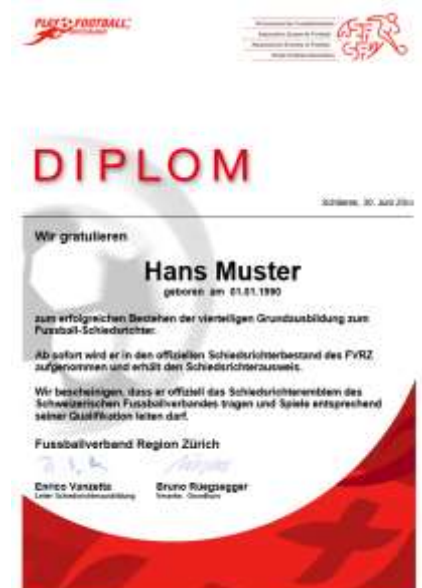 PLAY FOOTBALL
DIPLOM
Schlieren, 30. Juni
Wir gratulieren
Hans Muster
geboren am 01.01.1990
zum erfolgreichen Bestehen der vierteiligen Grundausbildung zum
Fussball-Schiedsrichter.
Ab sofort wird er in den offiziellen Schiedsrichterbestand des FVRZ
aufgenommen und erhält den Schiedsrichterausweis.
Wir bescheinigen, dass er offiziell das Schiedsrichteremblem des
Schweizerischen Fussballverbandes tragen und Spiele entsprechend
seiner Qualifikation leiten darf.
Fussballverband Region Zürich
Enrico Vanzetta Bruno Rüegsegger
Leiter Schiedsrichterausbildung